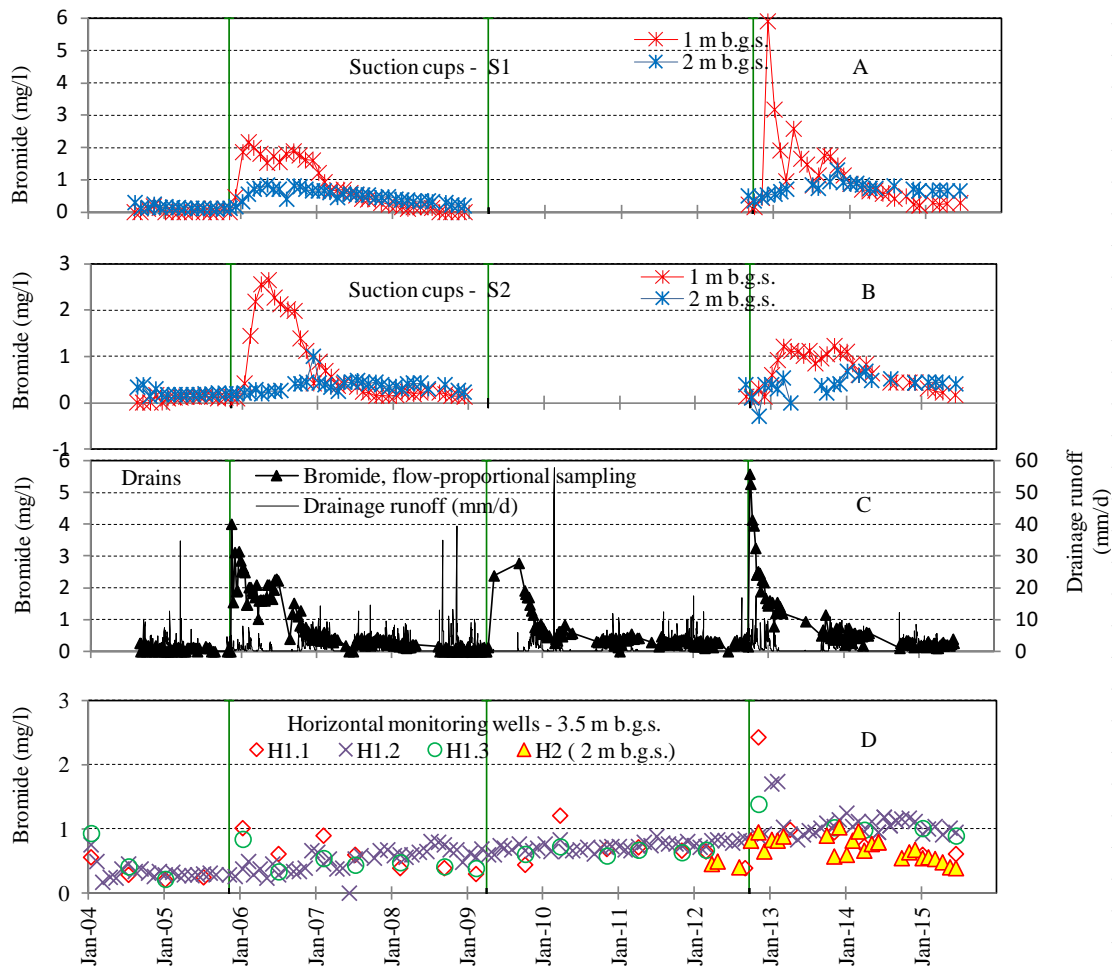 6
5
4
3
2
1
0
Bromide (mg/l)
Suction cups - S1
1 m b.g.s.
2 m b.g.s.
A
3
2
1
0
-1
Bromide (mg/l)
Suction cups - S2
1 m b.g.s.
2 m b.g.s.
B
6
5
4
3
2
1
0
Bromide (mg/l)
Drains
Bromide, flow-proportional sampling
Drainage runoff (mm/d)
C
60
50
40
30
20
10
0
Drainage runoff
(mm/d)
3
2
1
0
Bromide (mg/l)
Horizontal monitoring wells - 3.5 m b.g.s.
H1.1 H1.2 H1.3 H2 ( 2 m b.g.s.)
D
Jan-04 Jan-05 Jan-06 Jan-07 Jan-08 Jan-09 Jan-10 Jan-11 Jan-12 Jan-13 Jan-14 Jan-15